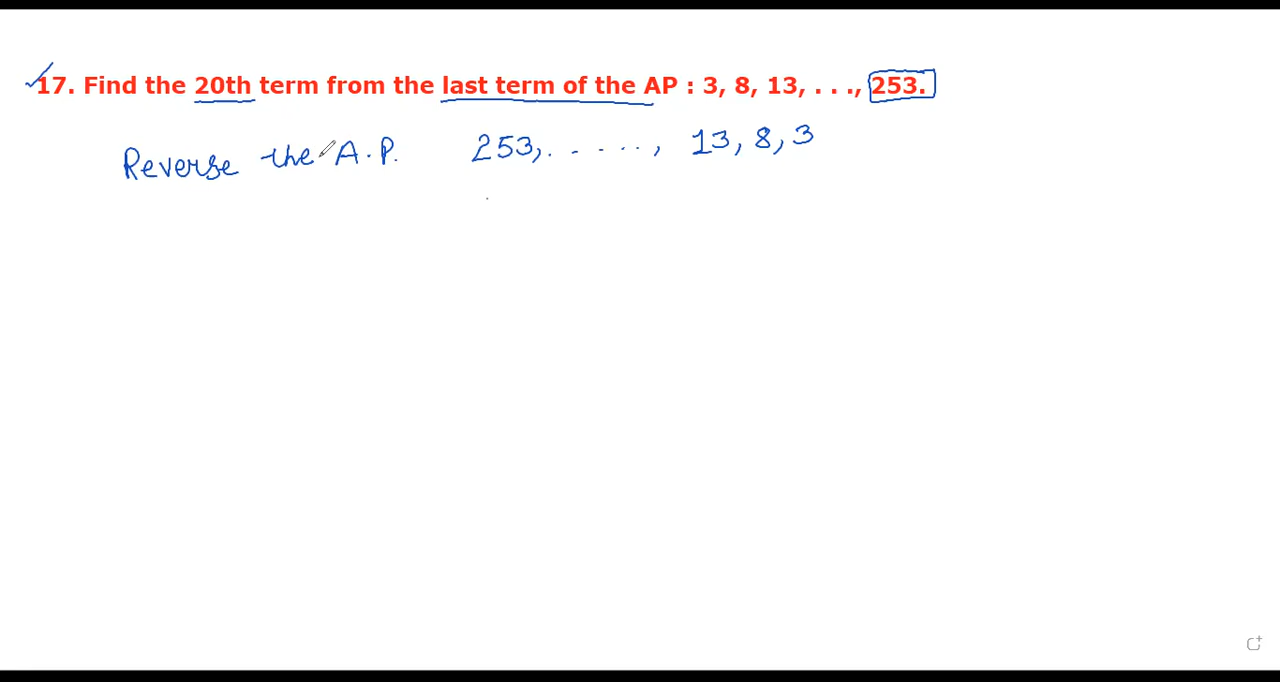 17. Find the 20th term from the last term of the AP : 3, 8, 13, . . ., 253.
Reverse the A.P. 253, . . . . . ., 13, 8, 3